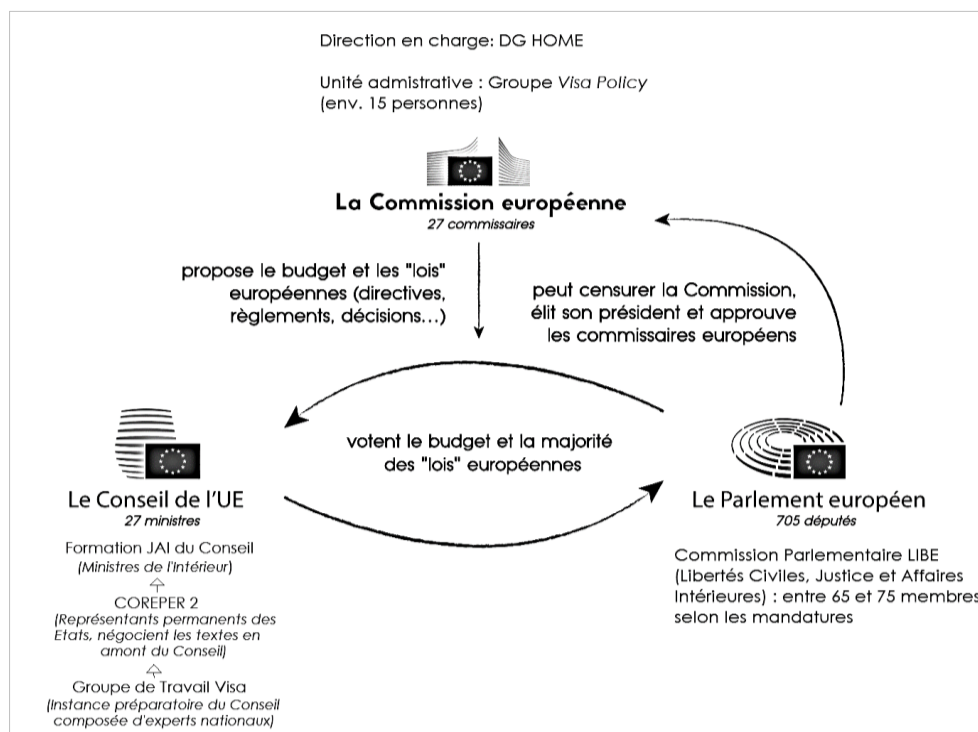 Direction en charge: DG HOME
Unité admistrative : Groupe Visa Policy
(env. 15 personnes)
La Commission européenne
27 commissaires
propose le budget et les "lois"
européennes (directives,
règlements, décisions...)
peut censurer la Commission,
élit son président et approuve
les commissaires européens
votent le budget et la majorité
des "lois" européennes
Le Conseil de l'UE
27 ministres
Formation JAI du Conseil
(Ministres de l'Intérieur)
COREPER 2
(Représentants permanents des
Etats, négocient les textes en
amont du Conseil)
Groupe de Travail Visa
(Instance préparatoire du Conseil
composée d'experts nationaux)
Le Parlement européen
705 députés
Commission Parlementaire LIBE
(Libertés Civiles, Justice et Affaires
Intérieures) : entre 65 et 75 membres
selon les mandatures